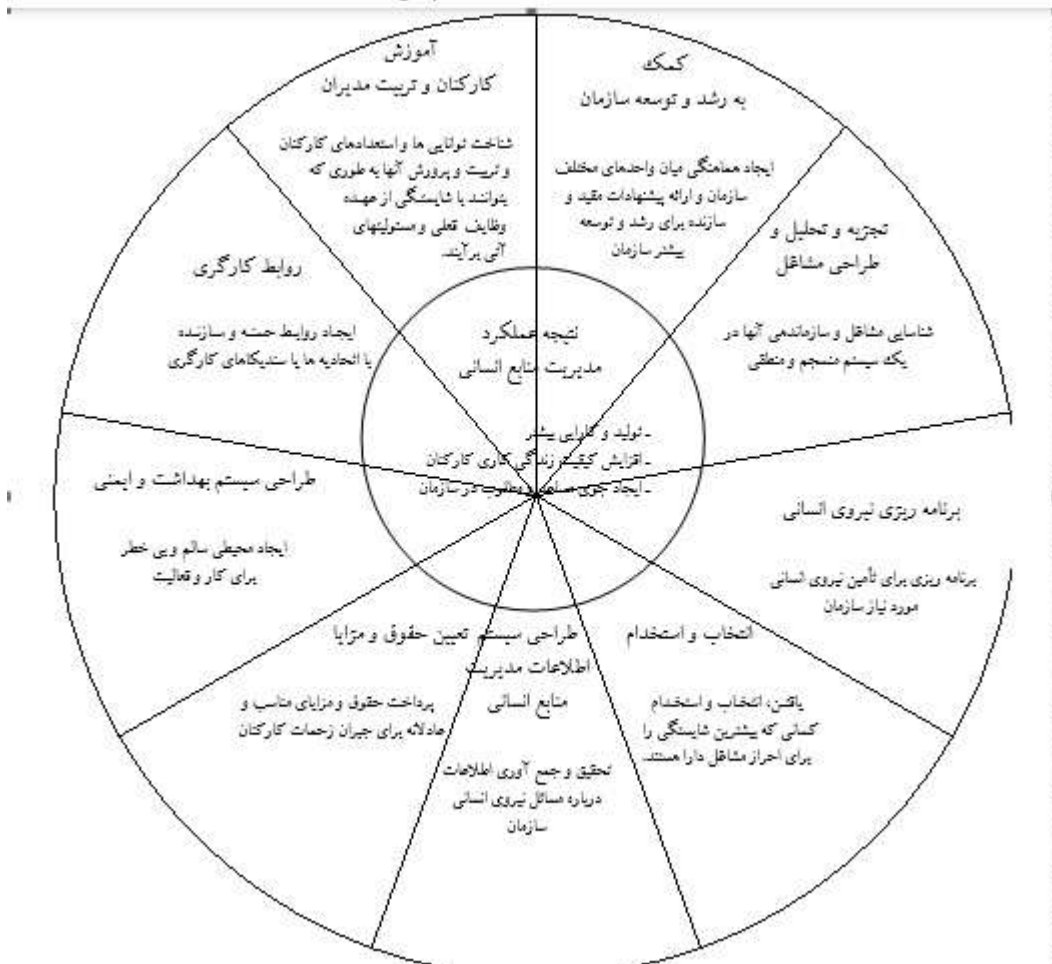 کمک
به رشد و توسعه سازمان
ایجاد هماهنگی میان واحدهای مختلف
سازمان و ارائه پیشنهادات مفید و
سازنده برای رشد و توسعه
بیشتر سازمان
تجزیه و تحلیل و
طراحی مشاغل
شناسایی مشاغل و سازماندهی آنها در
یک سیستم منسجم و منطقی
برنامه ریزی نیروی انسانی
برنامه ریزی برای تأمین نیروی انسانی
مورد نیاز سازمان
انتخاب و استخدام
یافتن، انتخاب و استخدام
کسانی که بیشترین شایستگی را
برای احراز مشاغل دارا هستند.
طراحی سیستم
اطلاعات مدیریت
منابع انسانی
تحقیق و جمع آوری اطلاعات
درباره مسائل نیروی انسانی
سازمان
تعیین حقوق و مزایا
پرداخت حقوق و مزایای مناسب و
عادلانه برای جبران زحمات کارکنان
طراحی سیستم بهداشت و ایمنی
ایجاد محیطی سالم و بی خطر
برای کار و فعالیت
روابط کارگری
ایجاد روابط حسنه و سازنده
با اتحادیه ها یا سندیکاهای کارگری
آموزش
کارکنان و تربیت مدیران
شناخت توانایی ها و استعدادهای کارکنان
و تربیت و پرورش آنها به طوری که
بتوانند با شایستگی از عهده
وظایف فعلی و مسئولیتهای
آتی برآیند.
نتیجه عملکرد
مدیریت منابع انسانی
- تولید و کارایی بیشتر
- افزایش کیفیت زندگی کاری کارکنان
- ایجاد جوی مساعد و مطلوب در سازمان